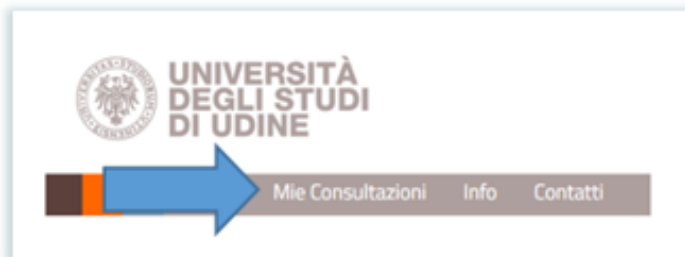 UNIVERSITÀ
DEGLI STUDI
DI UDINE
Mie Consultazioni Info Contatti